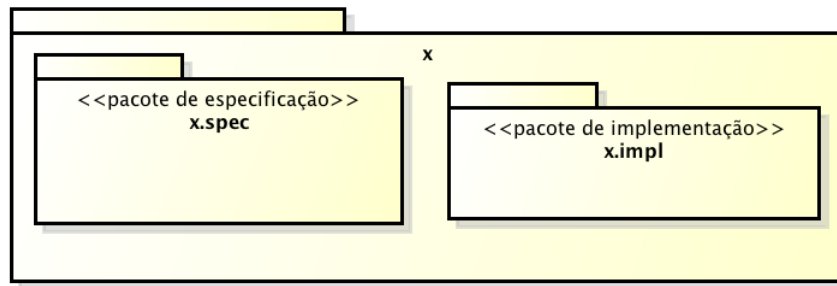 x
<<pacote de especificação>>
x.spec
<<pacote de implementação>>
x.impl